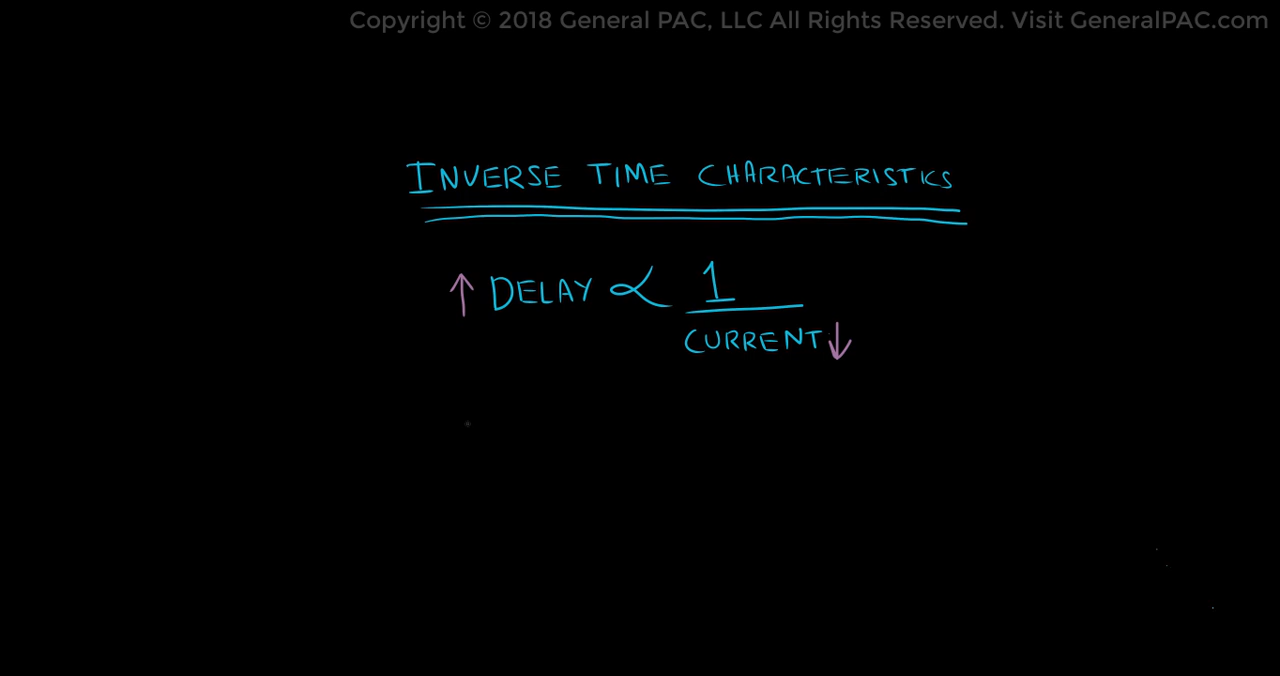 Copyright © 2018 General PAC, LLC All Rights Reserved. Visit GeneralPAC.com
INVERSE TIME CHARACTERISTICS
↑ DELAY ∝ 1
CURRENT ↓